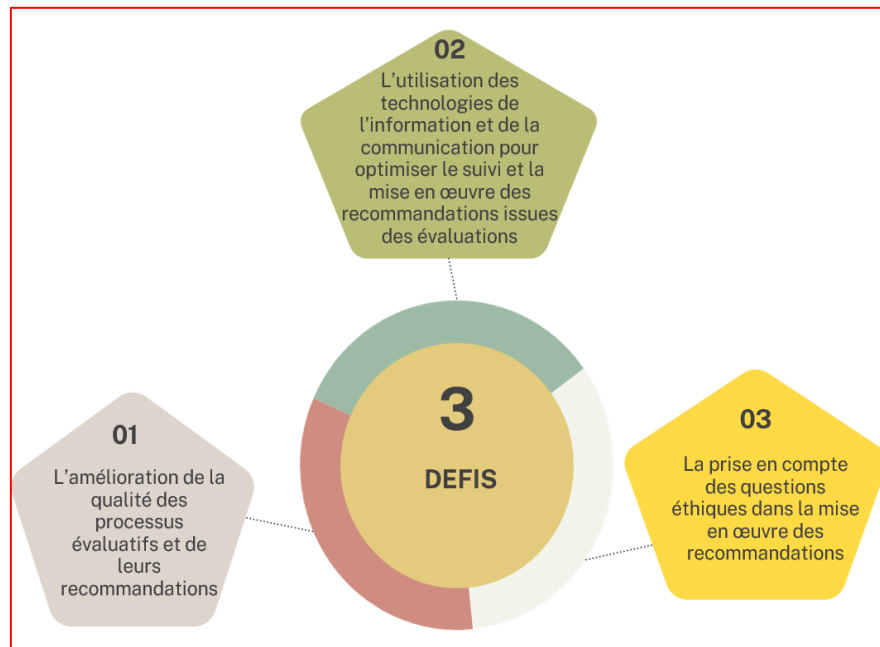 02
L'utilisation des
technologies de
l'information et de la
communication pour
optimiser le suivi et la
mise en œuvre des
recommandations issues
des évaluations
3
DEFIS
01
L'amélioration de la
qualité des
processus
évaluatifs et de
leurs
recommandations
03
La prise en compte
des questions
éthiques dans la mise
en œuvre des
recommandations